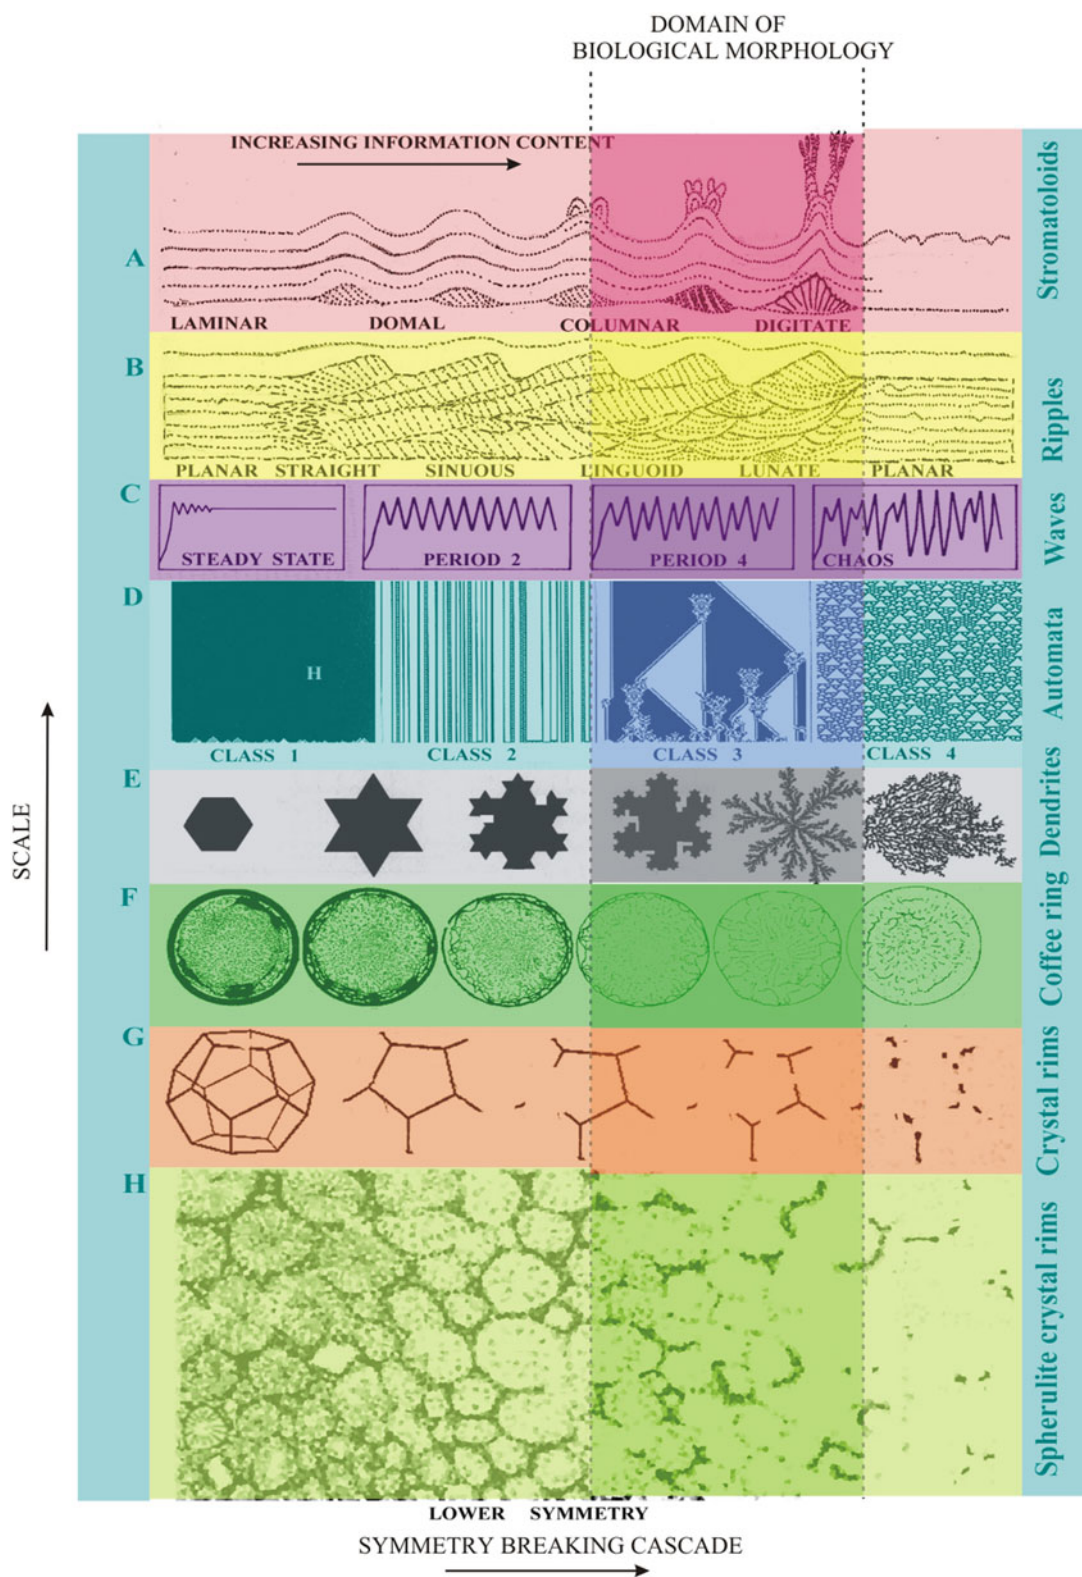 DOMAIN OF
BIOLOGICAL MORPHOLOGY
INCREASING INFORMATION CONTENT
A
LAMINAR DOMAL COLUMNAR DIGITATE
Stromatoloids
B
PLANAR STRAIGHT SINUOUS LINGUOID LUNATE PLANAR
Ripples
C
STEADY STATE PERIOD 2 PERIOD 4 CHAOS
Waves
D
H
CLASS 1 CLASS 2 CLASS 3 CLASS 4
Automata
E
Dendrites
F
Coffee ring
G
Crystal rims
H
Spherulite crystal rims
SCALE
LOWER SYMMETRY
SYMMETRY BREAKING CASCADE